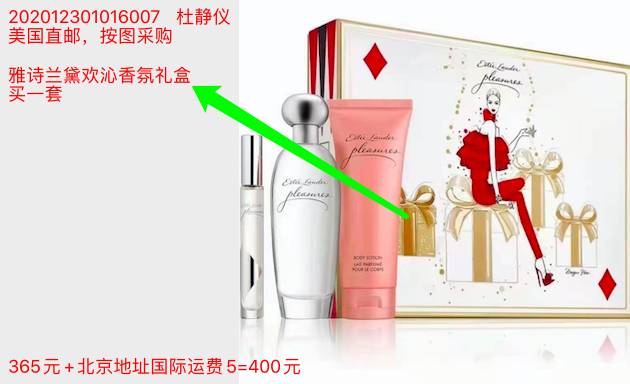 202012301016007 杜静仪
美国直邮，按图采购
雅诗兰黛欢沁香氛礼盒
买一套
Estée Lauder
pleasures
Estée Lauder
pleasures
Estée Lauder
pleasures
BODY LOTION
LAIT PARFUMÉ
POUR LE CORPS
pleasures
365元+北京地址国际运费5=400元